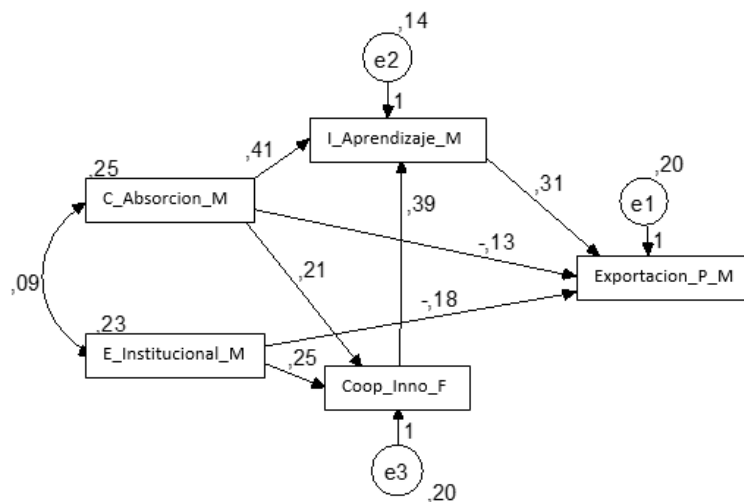 ,14
e2
1
I_Aprendizaje_M
,41
,25
C_Absorcion_M
,31
,20
e1
1
,39
-,13
Exportacion_P_M
,21
,09
-,18
,23
E_Institucional_M
,25
Coop_Inno_F
1
e3
,20